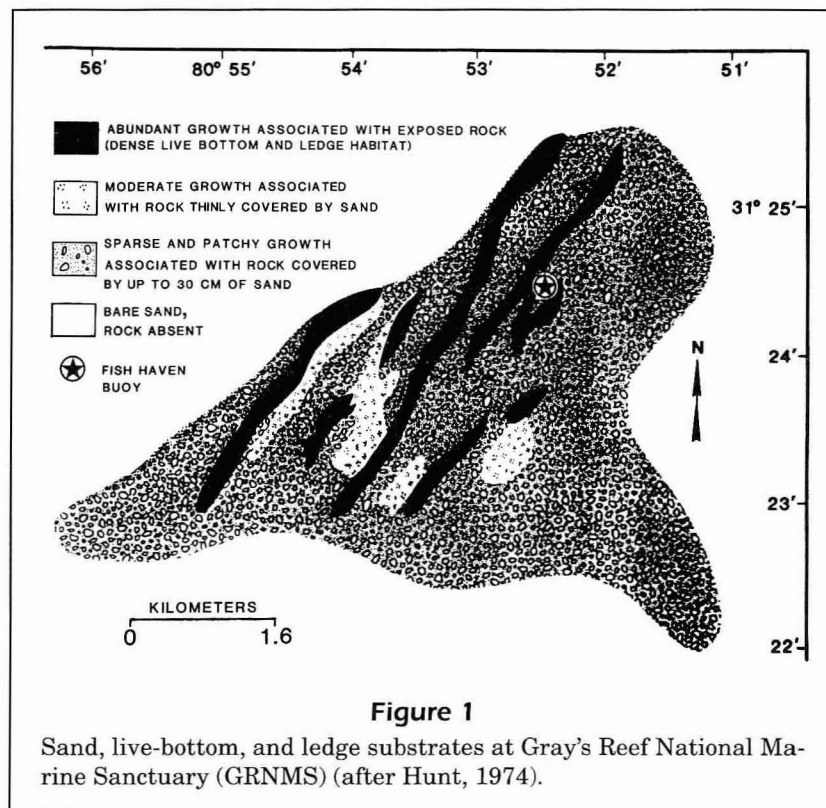 56′ 80° 55′ 54′ 53′ 52′ 51′
ABUNDANT GROWTH ASSOCIATED WITH EXPOSED ROCK
(DENSE LIVE BOTTOM AND LEDGE HABITAT)
MODERATE GROWTH ASSOCIATED
WITH ROCK THINLY COVERED BY SAND
SPARSE AND PATCHY GROWTH
ASSOCIATED WITH ROCK COVERED
BY UP TO 30 CM OF SAND
BARE SAND,
ROCK ABSENT
FISH HAVEN
BUOY
31° 25′
24′
N
23′
22′
KILOMETERS
0 1.6
Figure 1
Sand, live-bottom, and ledge substrates at Gray's Reef National Ma-
rine Sanctuary (GRNMS) (after Hunt, 1974).